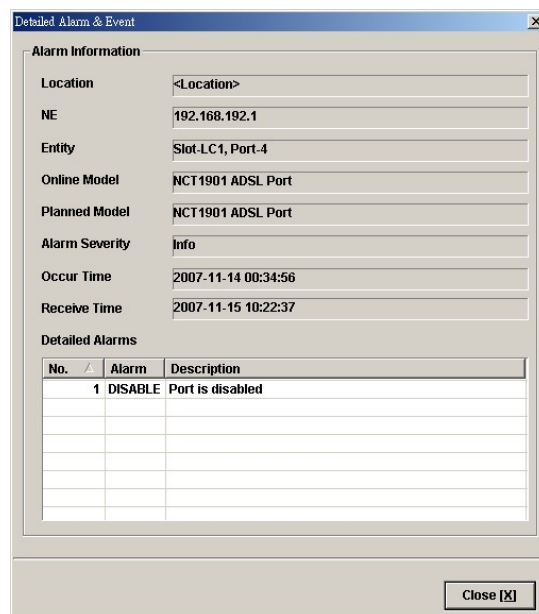 Detailed Alarm & Event
Alarm Information
Location <Location>
NE 192.168.192.1
Entity Slot-LC1, Port-4
Online Model NCT1901 ADSL Port
Planned Model NCT1901 ADSL Port
Alarm Severity Info
Occur Time 2007-11-14 00:34:56
Receive Time 2007-11-15 10:22:37
Detailed Alarms
No. Alarm Description
1 DISABLE Port is disabled
Close [X]